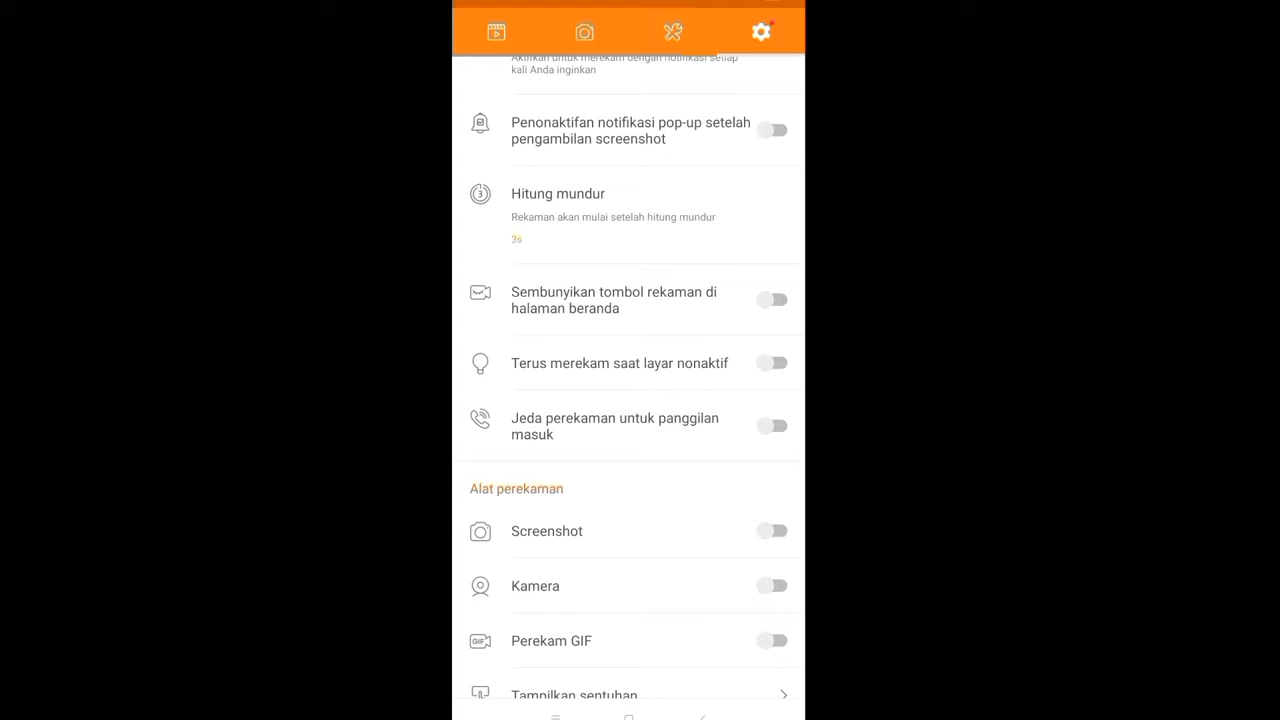 Aktifkan untuk merekam dengan notifikasi setiap
kali Anda inginkan
Penonaktifan notifikasi pop-up setelah
pengambilan screenshot
3
Hitung mundur
Rekaman akan mulai setelah hitung mundur
3s
Sembunyikan tombol rekaman di
halaman beranda
Terus merekam saat layar nonaktif
Jeda perekaman untuk panggilan
masuk
Alat perekaman
Screenshot
Kamera
GIF
Perekam GIF
Tampilkan sentuhan